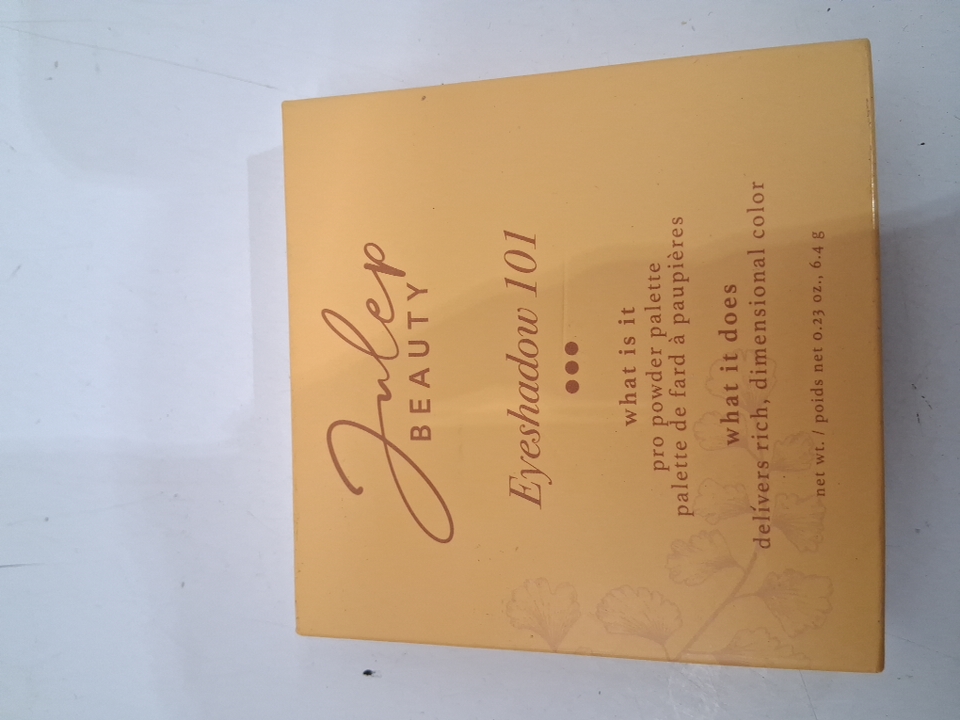 Julep
BEAUTY
Eyeshadow 101
what is it
pro powder palette
palette de fard à paupières
what it does
delivers rich, dimensional color
net wt. / poids net 0.23 oz., 6.4 g